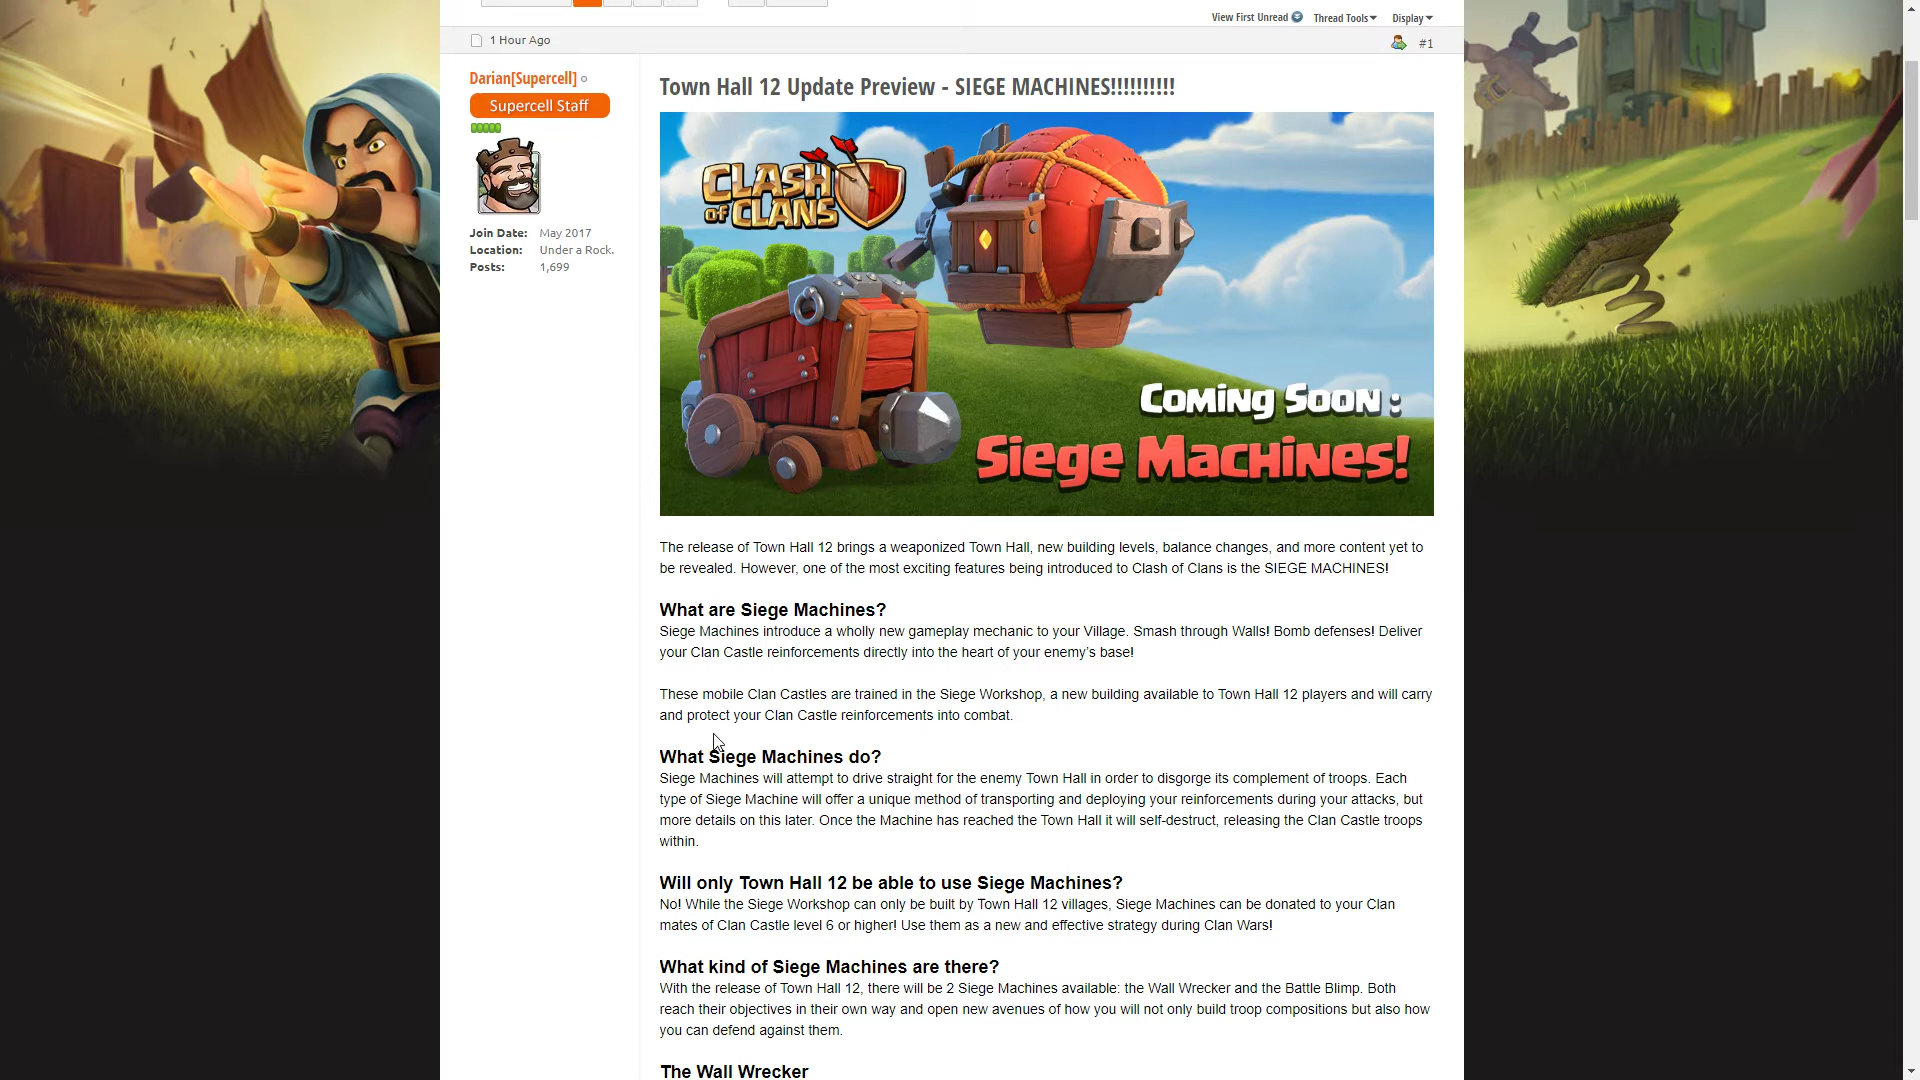 View First Unread
Thread Tools
Display
1 Hour Ago
#1
Darian[Supercell]
Supercell Staff
Join Date: May 2017
Location: Under a Rock.
Posts: 1,699
Town Hall 12 Update Preview - SIEGE MACHINES!!!!!!!!!!
CLASH
OF CLANS
Coming Soon :
Siege Machines!
The release of Town Hall 12 brings a weaponized Town Hall, new building levels, balance changes, and more content yet to
be revealed. However, one of the most exciting features being introduced to Clash of Clans is the SIEGE MACHINES!
What are Siege Machines?
Siege Machines introduce a wholly new gameplay mechanic to your Village. Smash through Walls! Bomb defenses! Deliver
your Clan Castle reinforcements directly into the heart of your enemy's base!
These mobile Clan Castles are trained in the Siege Workshop, a new building available to Town Hall 12 players and will carry
and protect your Clan Castle reinforcements into combat.
What Siege Machines do?
Siege Machines will attempt to drive straight for the enemy Town Hall in order to disgorge its complement of troops. Each
type of Siege Machine will offer a unique method of transporting and deploying your reinforcements during your attacks, but
more details on this later. Once the Machine has reached the Town Hall it will self-destruct, releasing the Clan Castle troops
within.
Will only Town Hall 12 be able to use Siege Machines?
No! While the Siege Workshop can only be built by Town Hall 12 villages, Siege Machines can be donated to your Clan
mates of Clan Castle level 6 or higher! Use them as a new and effective strategy during Clan Wars!
What kind of Siege Machines are there?
With the release of Town Hall 12, there will be 2 Siege Machines available: the Wall Wrecker and the Battle Blimp. Both
reach their objectives in their own way and open new avenues of how you will not only build troop compositions but also how
you can defend against them.
The Wall Wrecker